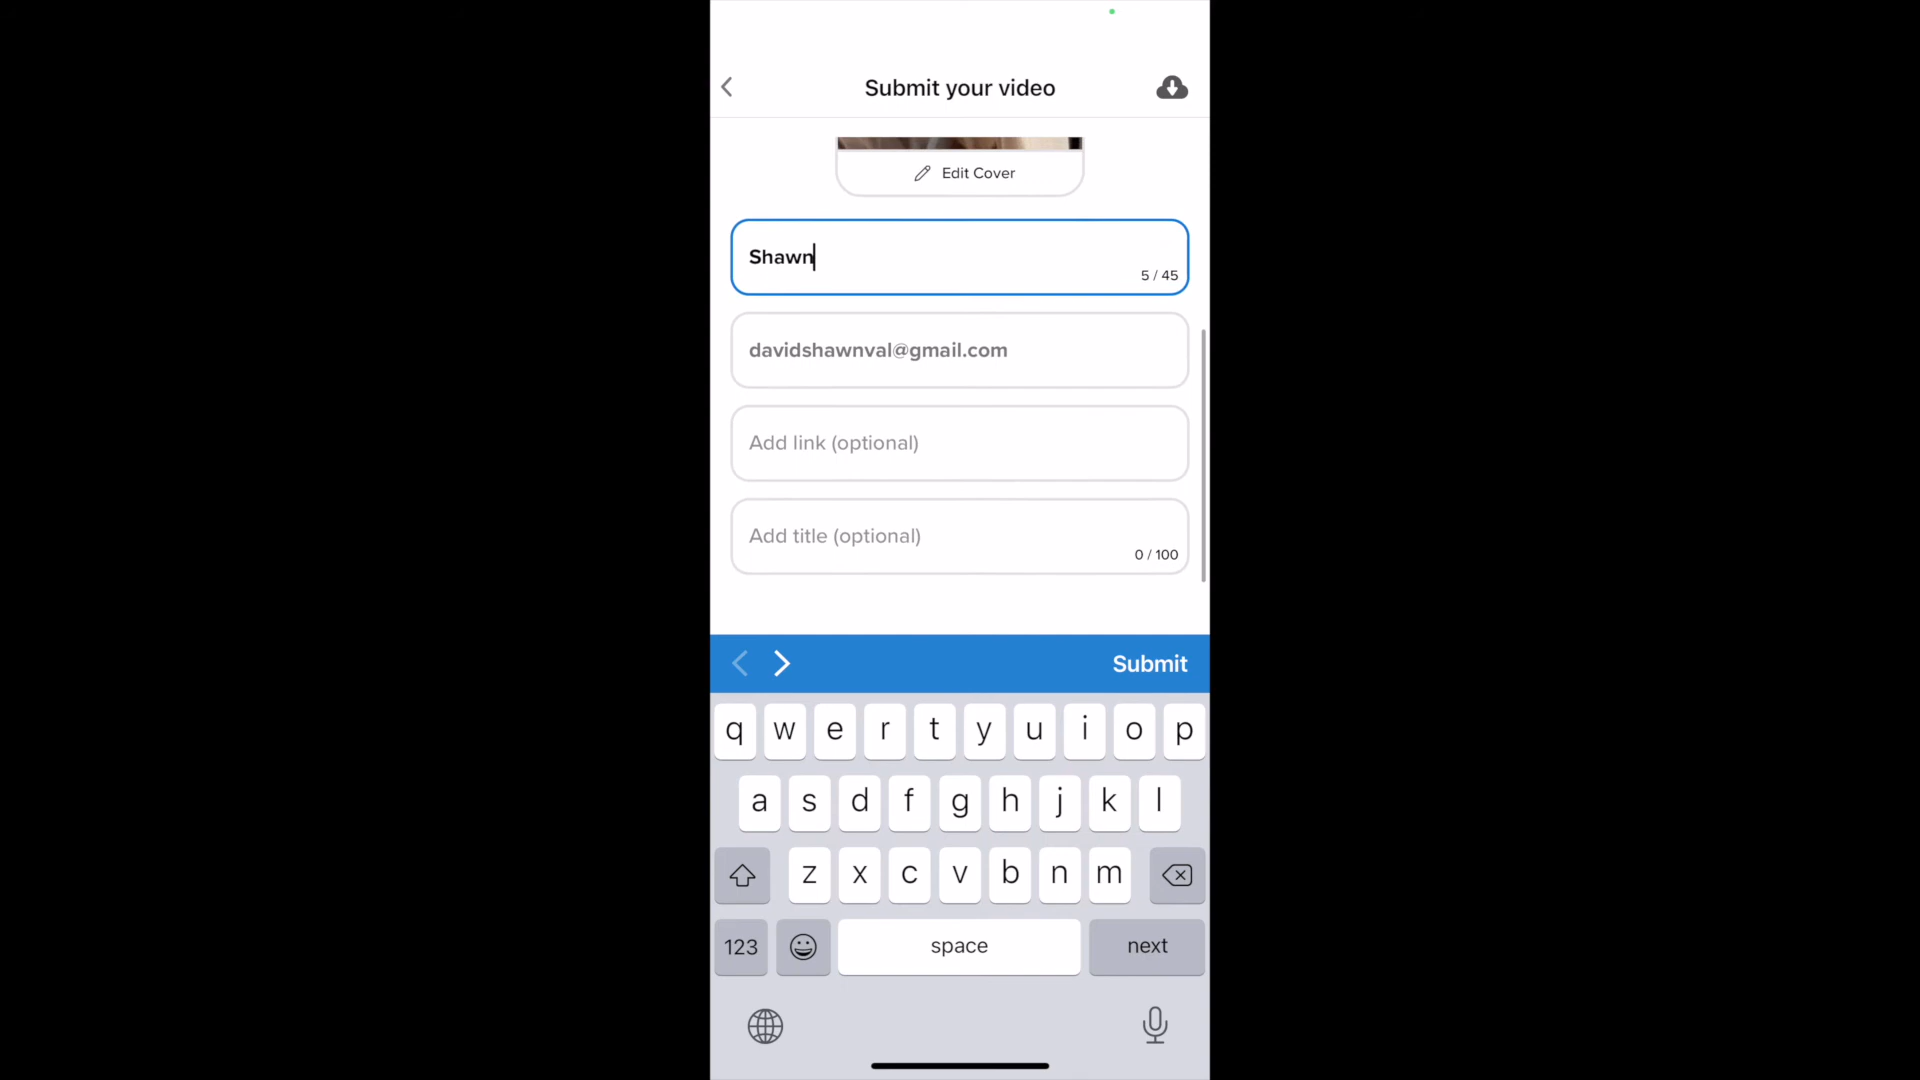 Submit your video
Edit Cover
Shawn
5 / 45
davidshawnval@gmail.com
Add link (optional)
Add title (optional)
0 / 100
Submit
q w e r t y u i o p
a s d f g h j k l
z x c v b n m
123 space next